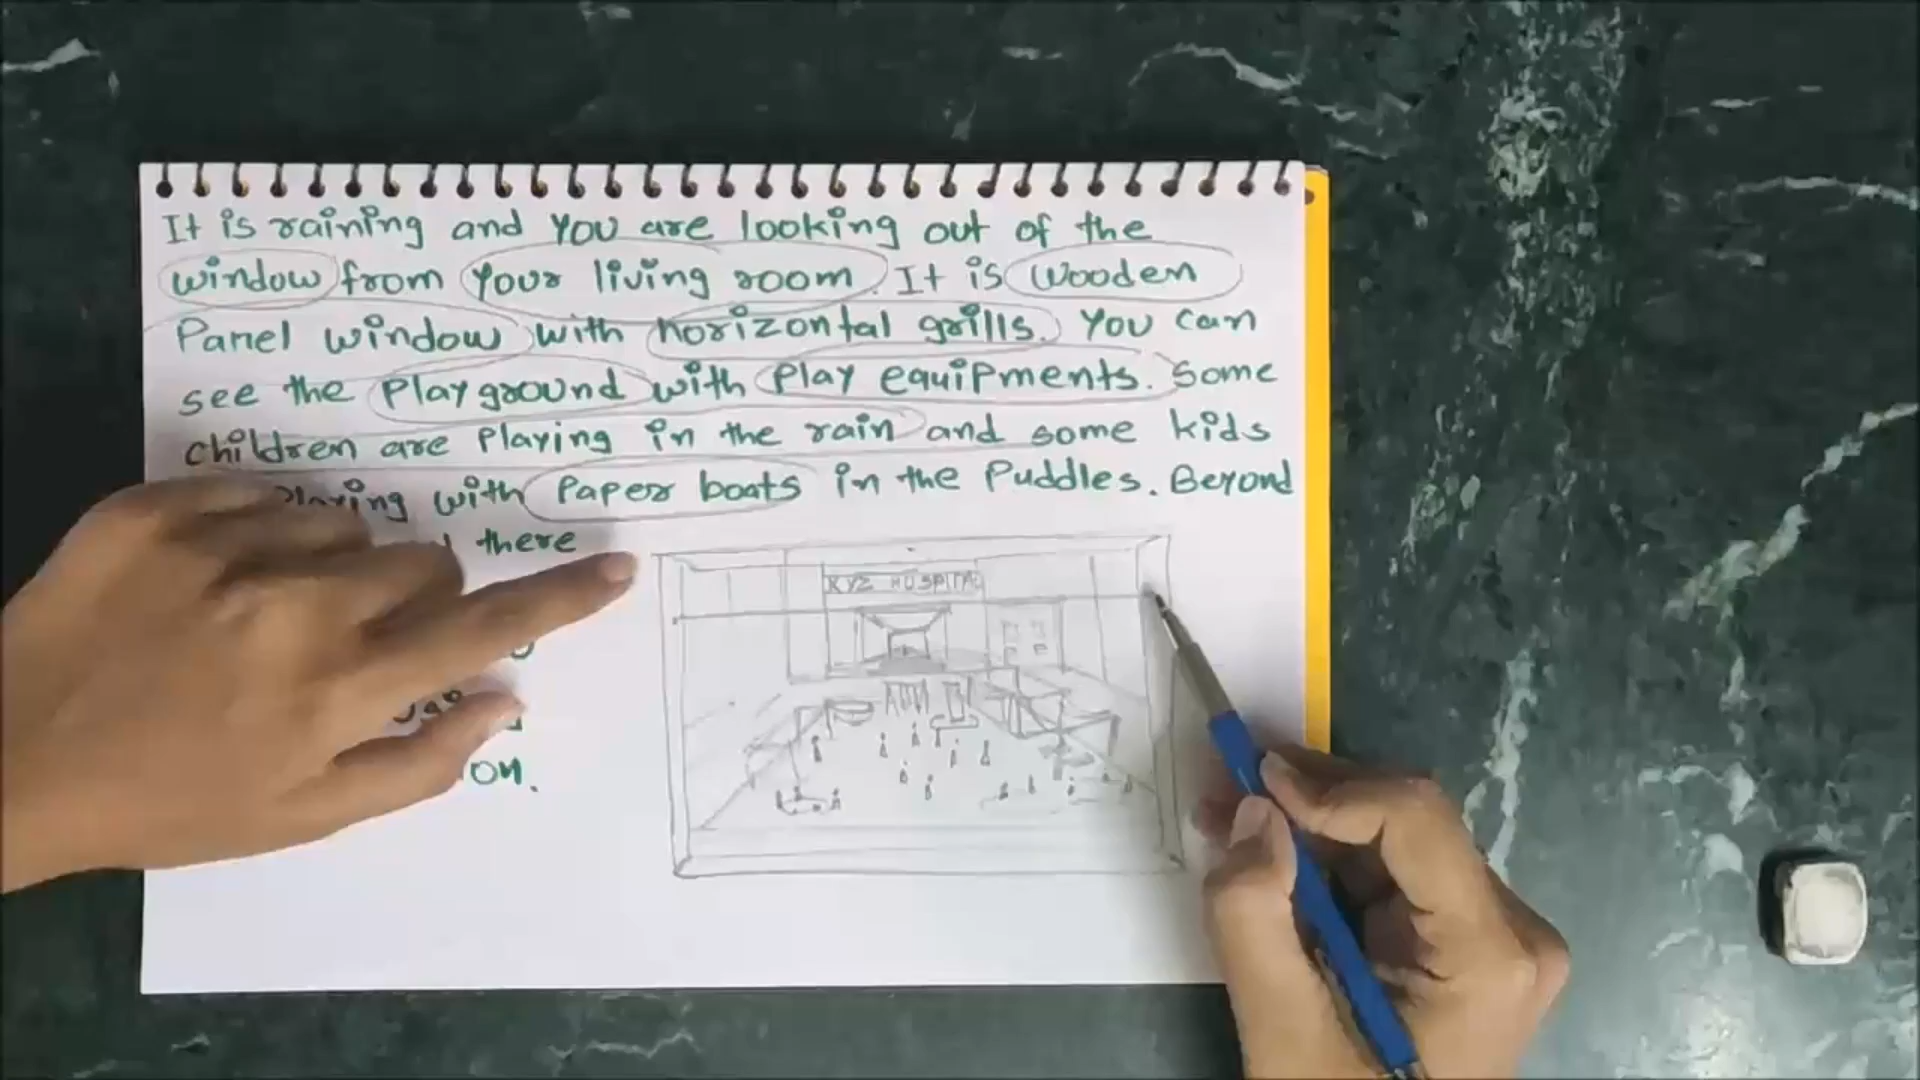 It is raining and you are looking out of the
window from your living room. It is wooden
Panel window with horizontal grills. You can
see the Playground with Play equipments. Some
children are Playing in the rain and some kids
Playing with Paper boats in the Puddles. Beyond
there
XYZ HOSPITAL
on.